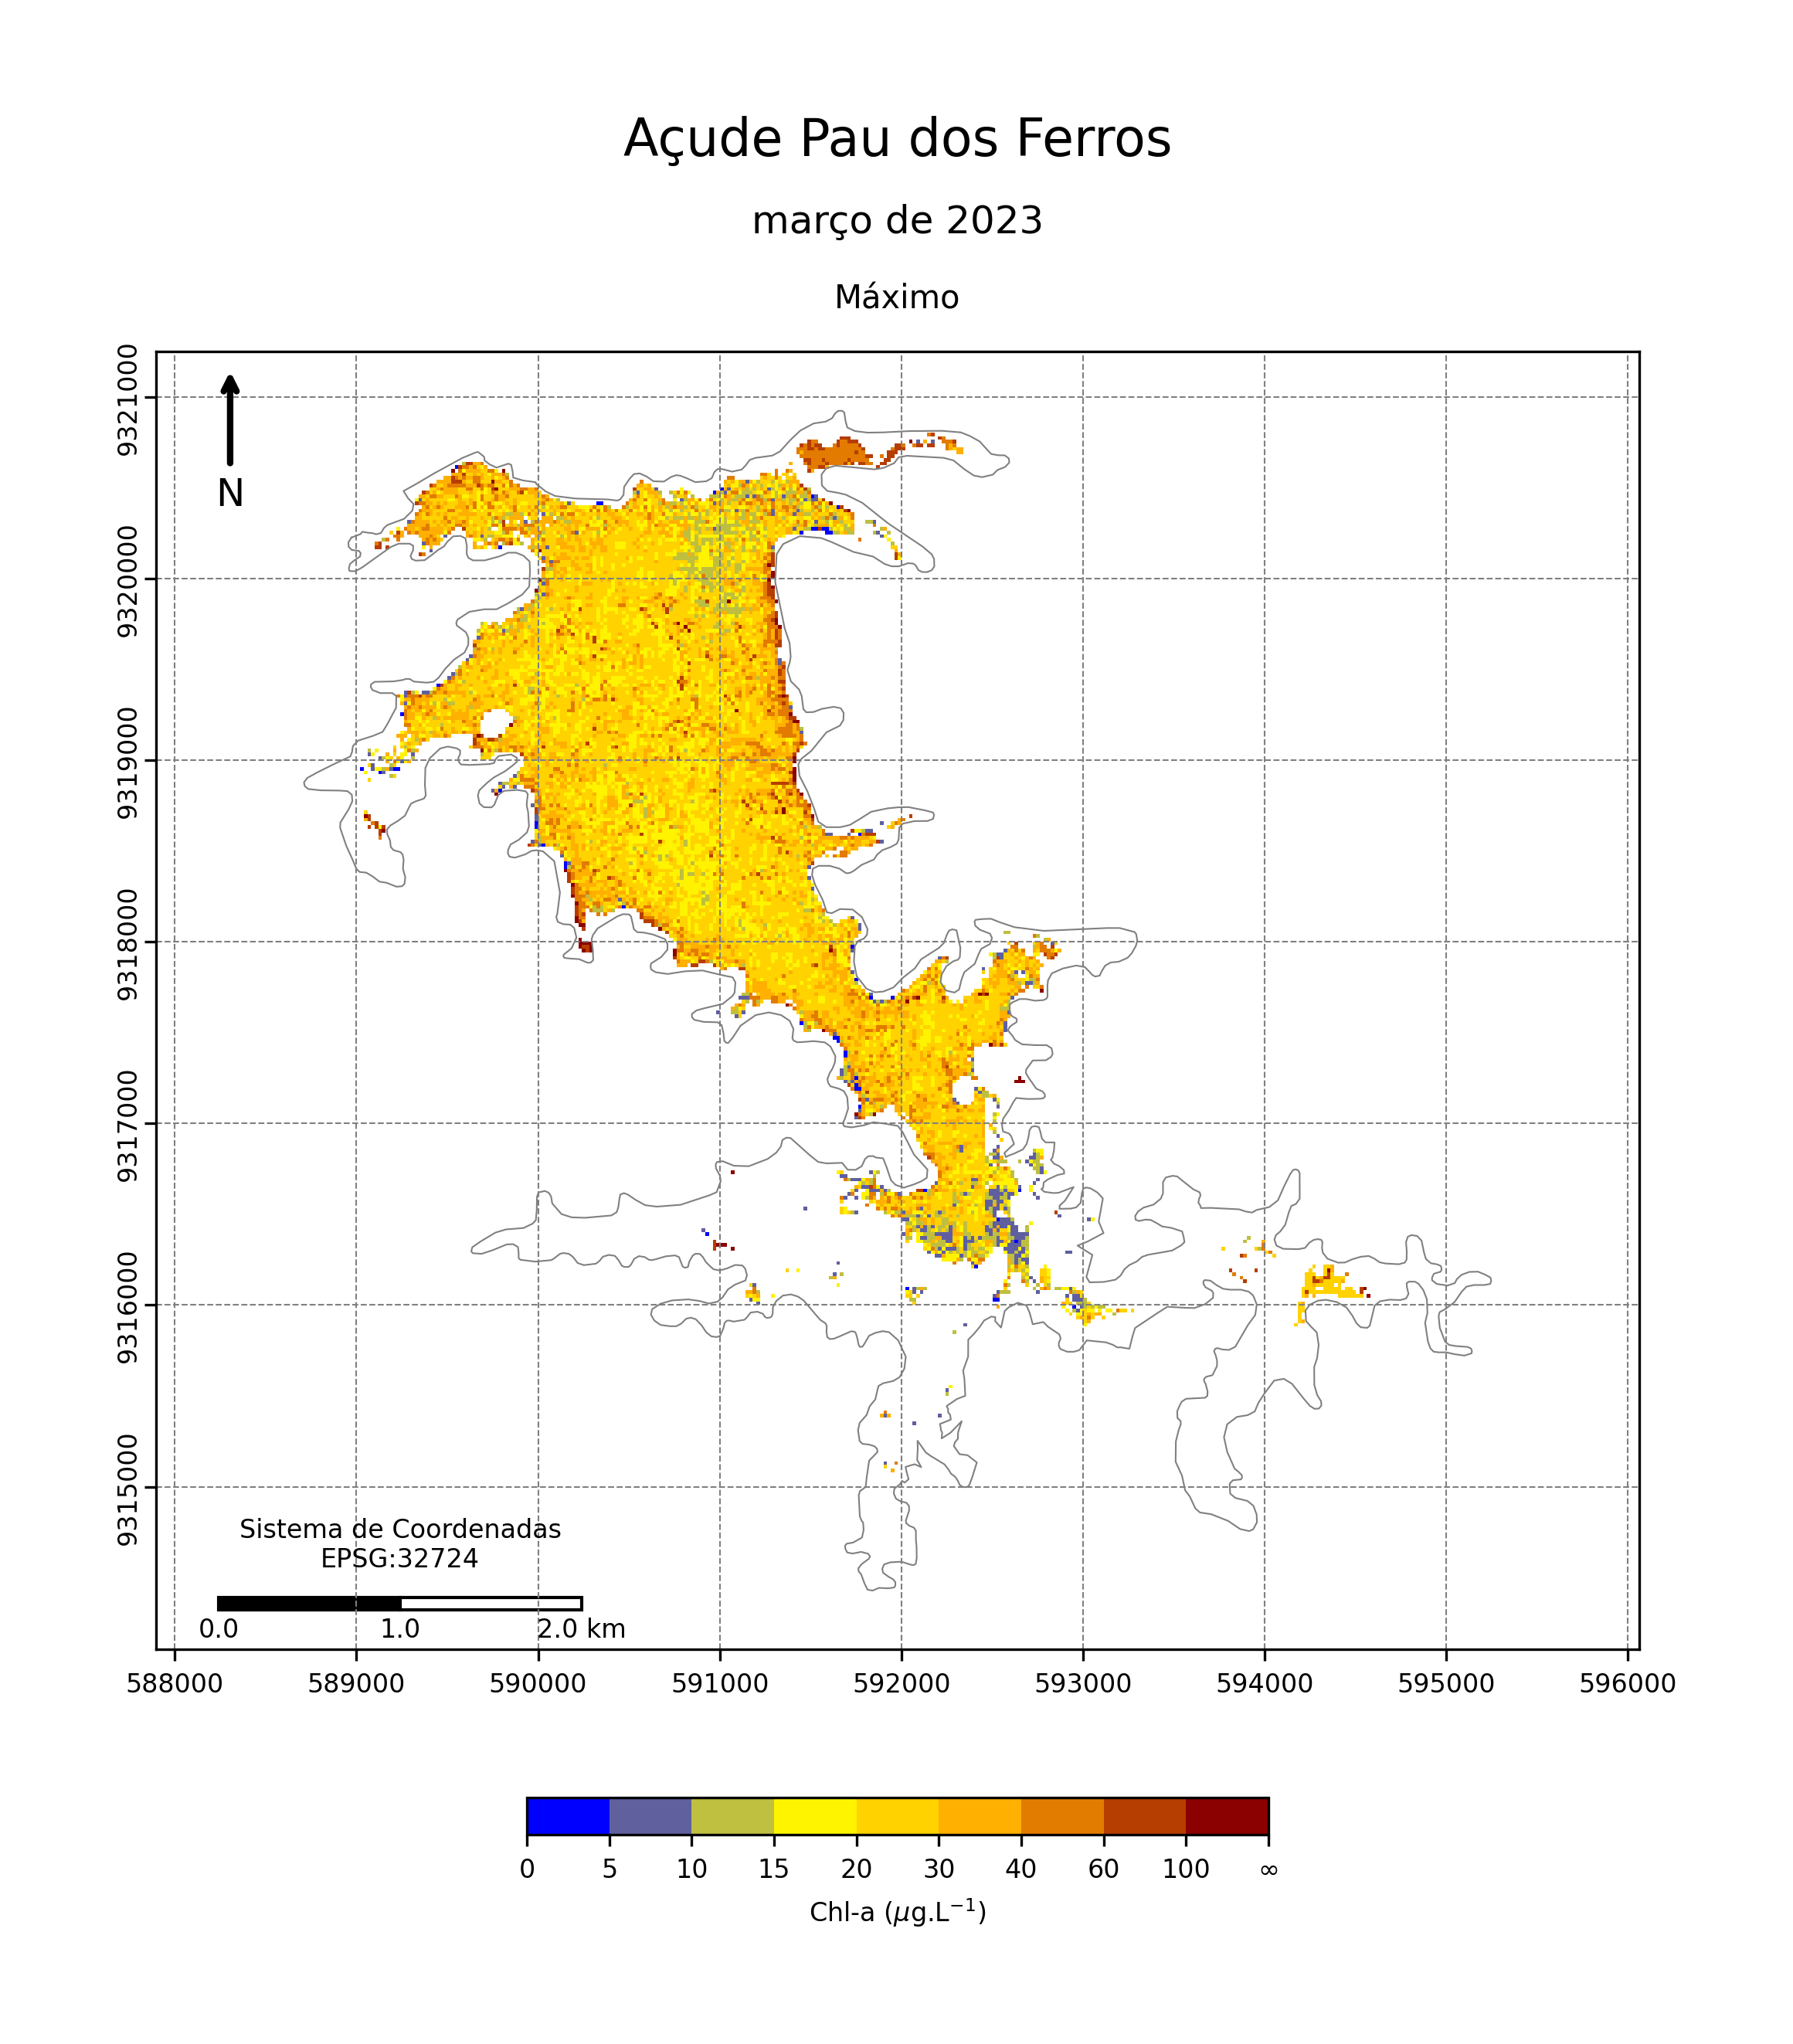 Açude Pau dos Ferros
março de 2023
Máximo
9321000
9320000
9319000
9318000
9317000
9316000
9315000
N
Sistema de Coordenadas
EPSG:32724
0.0 1.0 2.0 km
588000 589000 590000 591000 592000 593000 594000 595000 596000
0 5 10 15 20 30 40 60 100 ∞
Chl-a (μg.L⁻¹)